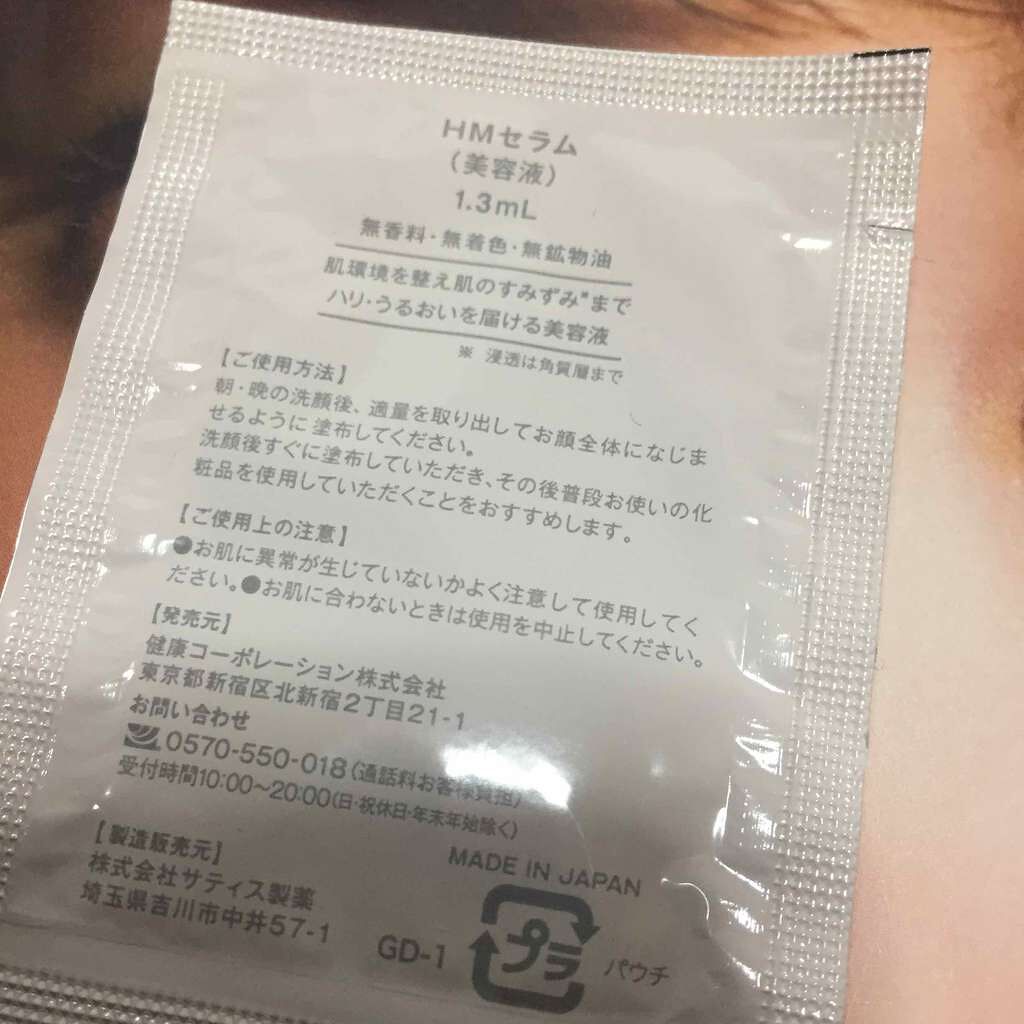 HMセラム
(美容液)
1.3mL
無香料・無着色・無鉱物油
肌環境を整え肌のすみずみ※まで
ハリ・うるおいを届ける美容液
※ 浸透は角質層まで
【ご使用方法】
朝・晩の洗顔後、適量を取り出してお顔全体になじま
せるように塗布してください。
洗顔後すぐに塗布していただき、その後普段お使いの化
粧品を使用していただくことをおすすめします。
【ご使用上の注意】
●お肌に異常が生じていないかよく注意して使用してく
ださい。●お肌に合わないときは使用を中止してください。
【発売元】
健康コーポレーション株式会社
東京都新宿区北新宿2丁目21-1
お問い合わせ
0570-550-018(通話料お客様負担)
受付時間10:00～20:00(日・祝休日・年末年始除く)
【製造販売元】
株式会社サティス製薬
埼玉県吉川市中井57-1
MADE IN JAPAN
GD-1
プラ
パウチ